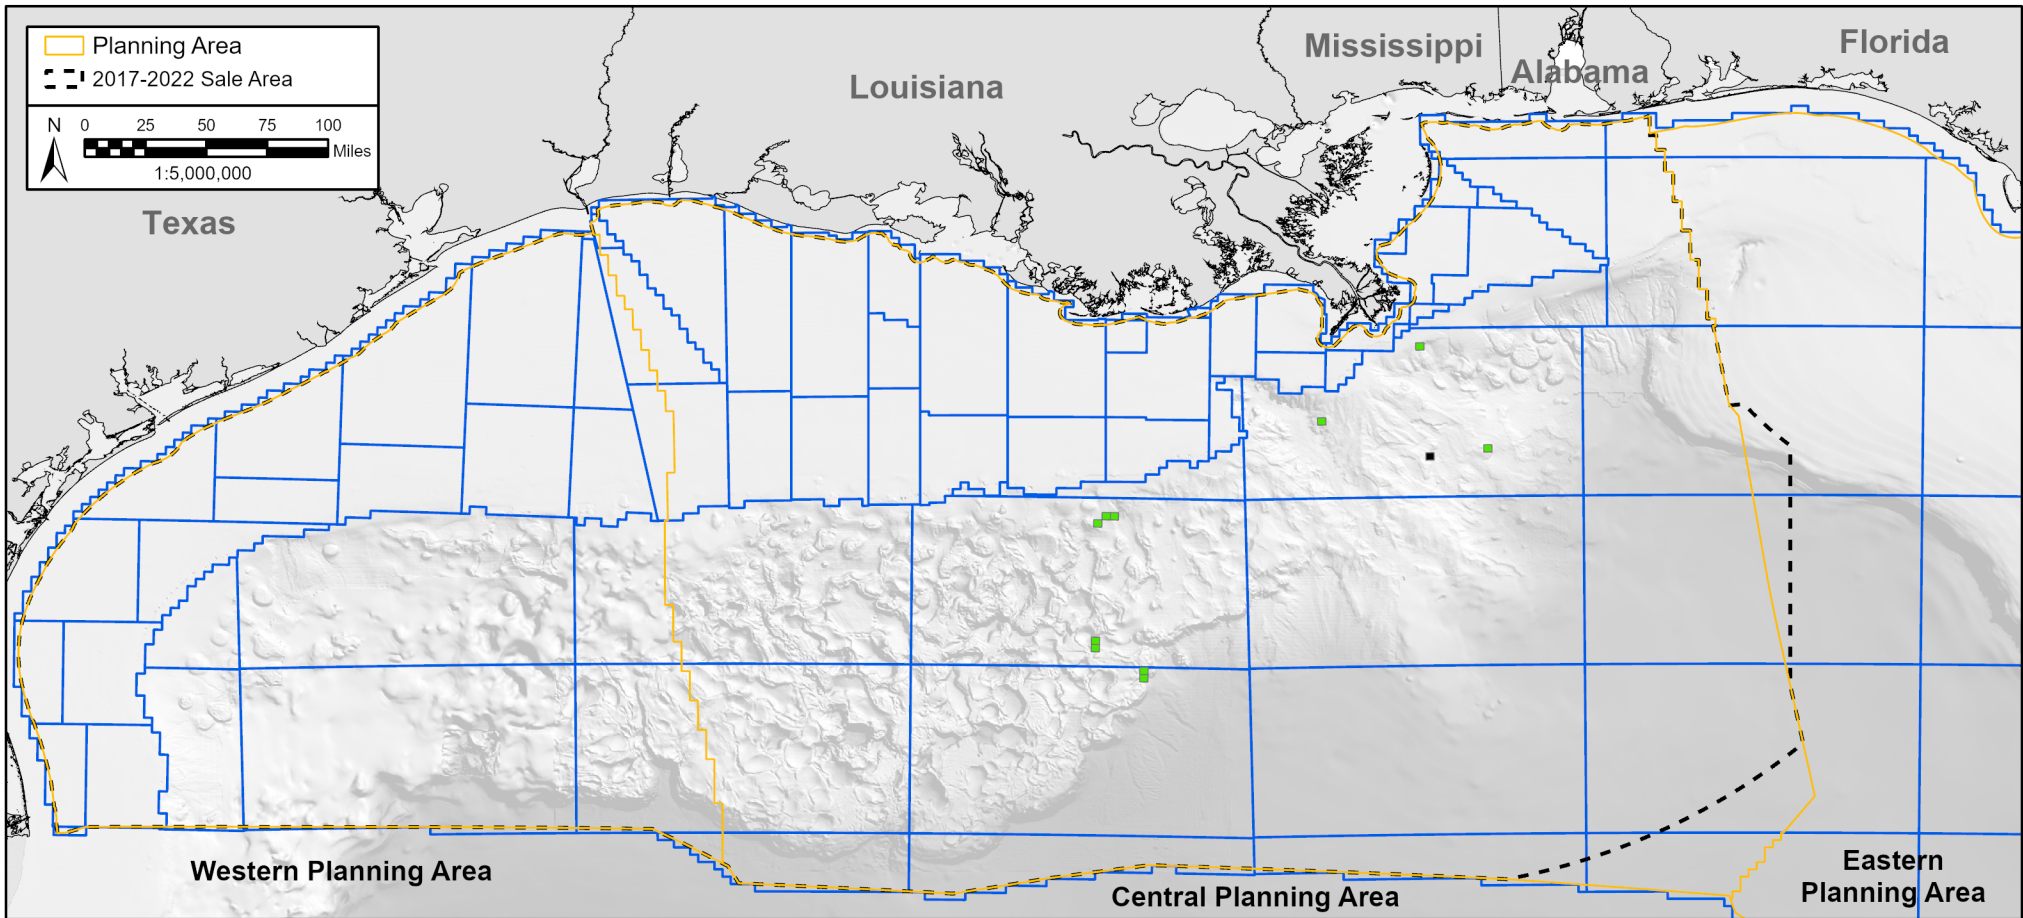 Planning Area
2017-2022 Sale Area
N
0 25 50 75 100
Miles
1:5,000,000
Texas
Louisiana
Mississippi
Alabama
Florida
Western Planning Area
Central Planning Area
Eastern
Planning Area